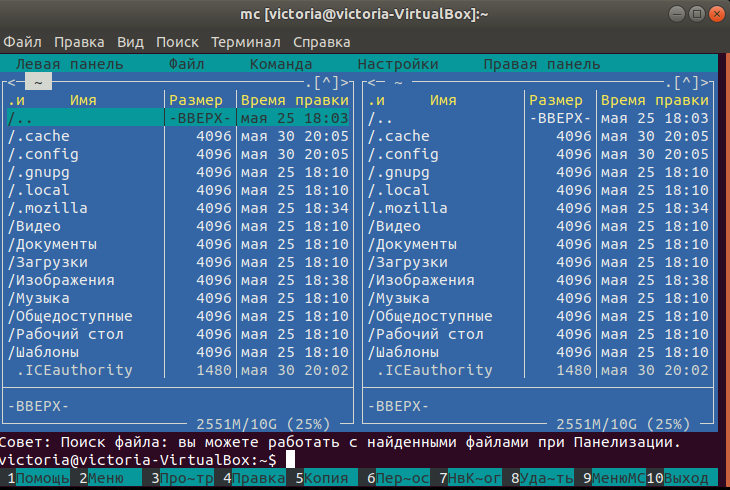 mc [victoria@victoria-VirtualBox]:~
Файл Правка Вид Поиск Терминал Справка
Левая панель Файл Команда Настройки Правая панель
<- ~ .[^]> <- ~ .[^]>
.и Имя Размер Время правки .и Имя Размер Время правки
/.. -ВВЕРХ- мая 25 18:03 /.. -ВВЕРХ- мая 25 18:03
/.cache 4096 мая 30 20:05 /.cache 4096 мая 30 20:05
/.config 4096 мая 30 20:05 /.config 4096 мая 30 20:05
/.gnupg 4096 мая 25 18:10 /.gnupg 4096 мая 25 18:10
/.local 4096 мая 25 18:10 /.local 4096 мая 25 18:10
/.mozilla 4096 мая 25 18:34 /.mozilla 4096 мая 25 18:34
/Видео 4096 мая 25 18:10 /Видео 4096 мая 25 18:10
/Документы 4096 мая 25 18:10 /Документы 4096 мая 25 18:10
/Загрузки 4096 мая 25 18:10 /Загрузки 4096 мая 25 18:10
/Изображения 4096 мая 25 18:38 /Изображения 4096 мая 25 18:38
/Музыка 4096 мая 25 18:10 /Музыка 4096 мая 25 18:10
/Общедоступные 4096 мая 25 18:10 /Общедоступные 4096 мая 25 18:10
/Рабочий стол 4096 мая 25 18:10 /Рабочий стол 4096 мая 25 18:10
/Шаблоны 4096 мая 25 18:10 /Шаблоны 4096 мая 25 18:10
.ICEauthority 1480 мая 30 20:02 .ICEauthority 1480 мая 30 20:02
-ВВЕРХ- -ВВЕРХ-
2551M/10G (25%) 2551M/10G (25%)
Совет: Поиск файла: вы можете работать с найденными файлами при Панелизации.
victoria@victoria-VirtualBox:~$
1Помощь 2Меню 3Про~тр 4Правка 5Копия 6Пер~ос 7НвК~ог 8Уда~ть 9МенюMC 10Выход